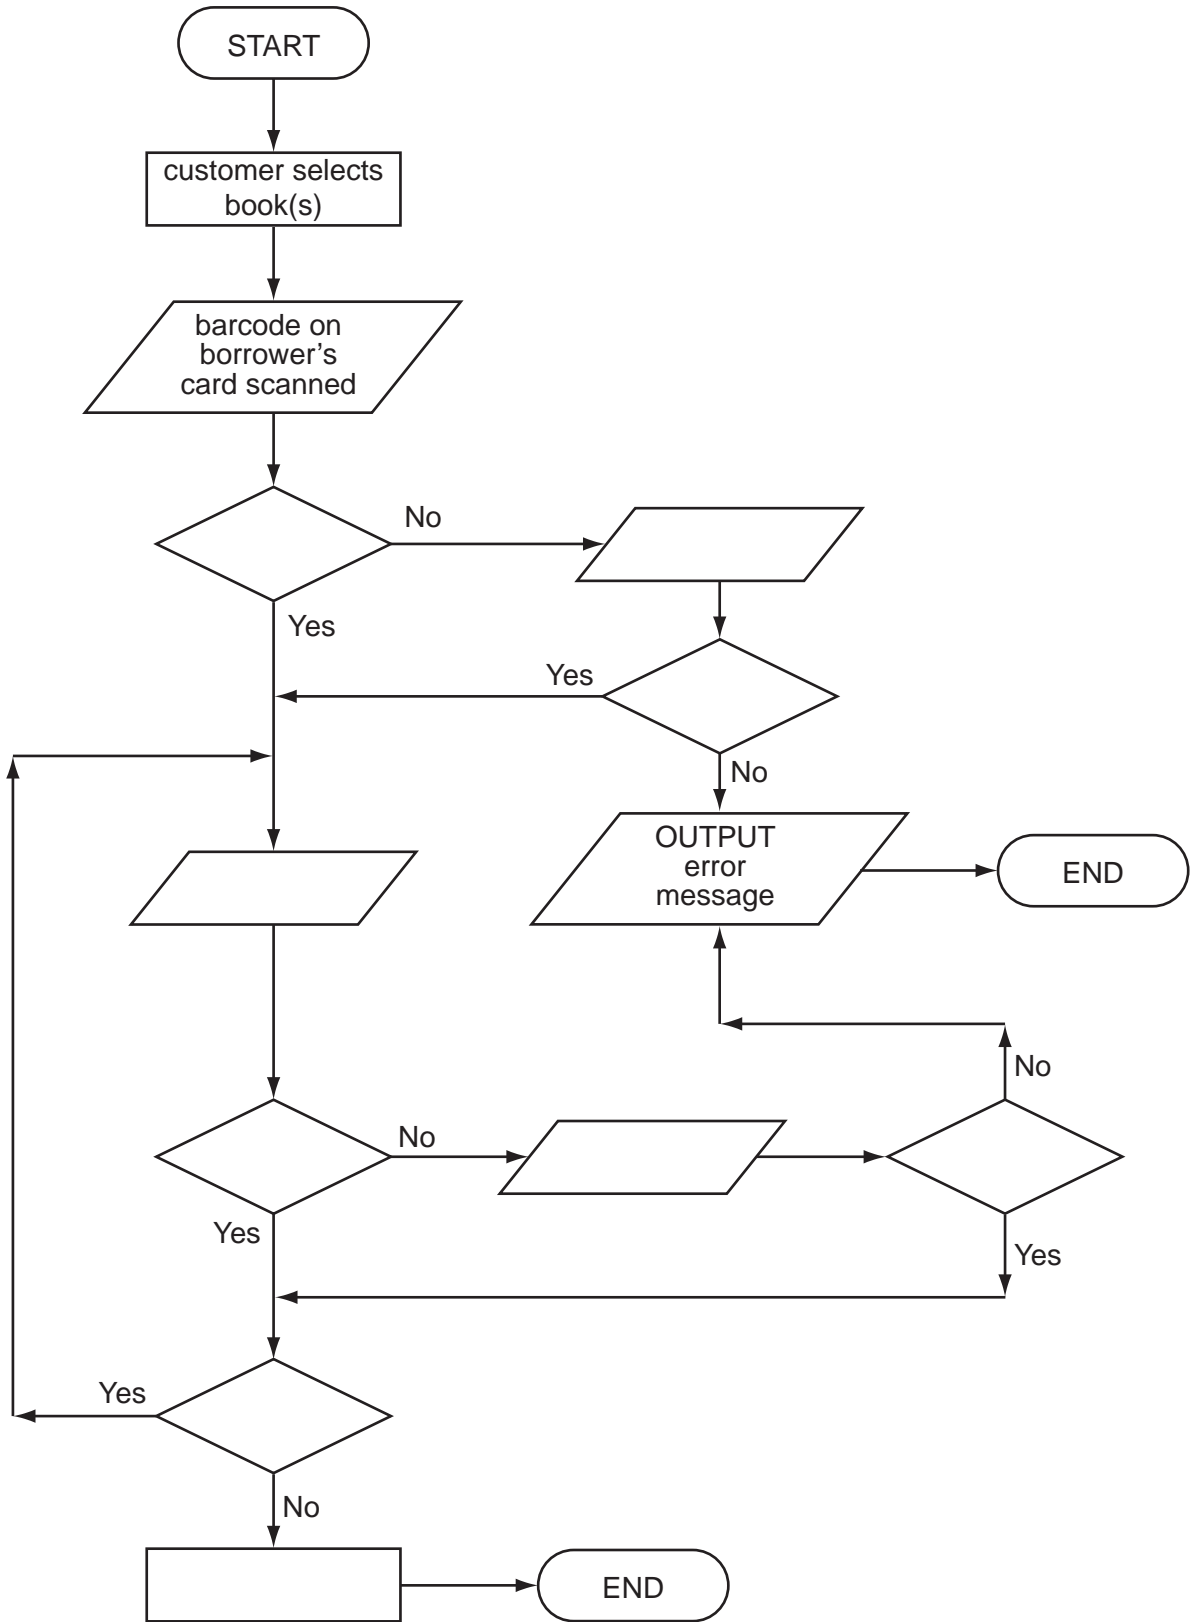 START
customer selects
book(s)
barcode on
borrower's
card scanned
No
Yes
Yes
No
OUTPUT
error
message
END
No
No
Yes
Yes
Yes
No
END